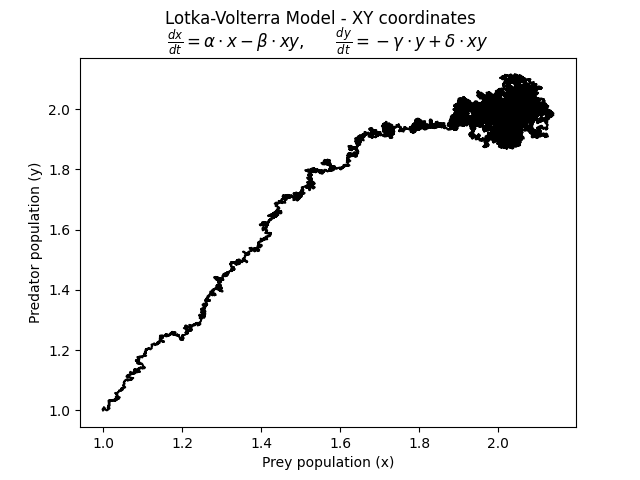 Lotka-Volterra Model - XY coordinates
dx/dt = α · x − β · xy,    dy/dt = −γ · y + δ · xy
2.0
1.8
1.6
1.4
1.2
1.0
Predator population (y)
1.0 1.2 1.4 1.6 1.8 2.0
Prey population (x)